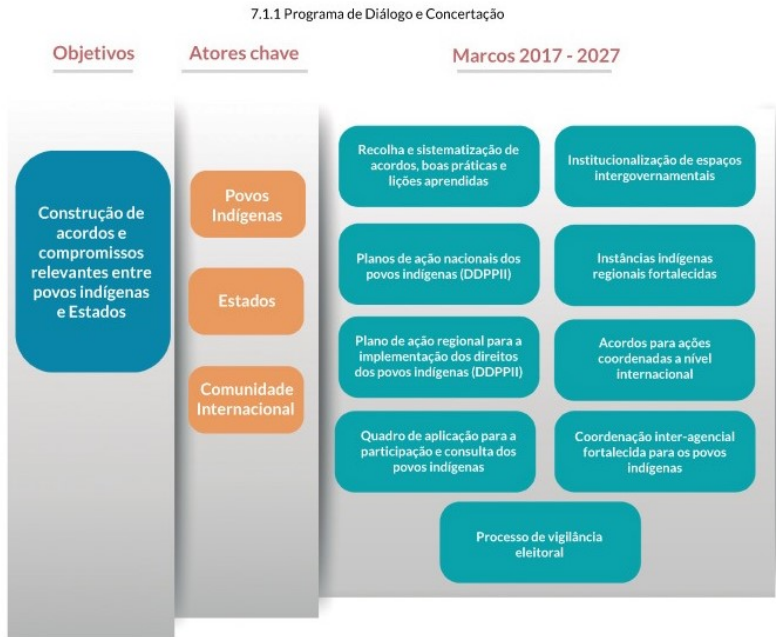 7.1.1 Programa de Diálogo e Concertação
Objetivos
Atores chave
Marcos 2017 - 2027
Construção de
acordos e
compromissos
relevantes entre
povos indígenas
e Estados
Povos
Indígenas
Estados
Comunidade
Internacional
Recolha e sistematização de
acordos, boas práticas e
lições aprendidas
Institucionalização de espaços
intergovernamentais
Planos de ação nacionais dos
povos indígenas (DDPPII)
Instâncias indígenas
regionais fortalecidas
Plano de ação regional para a
implementação dos direitos
dos povos indígenas (DDPPII)
Acordos para ações
coordenadas a nível
internacional
Quadro de aplicação para a
participação e consulta dos
povos indígenas
Coordenação inter-agencial
fortalecida para os povos
indígenas
Processo de vigilância
eleitoral